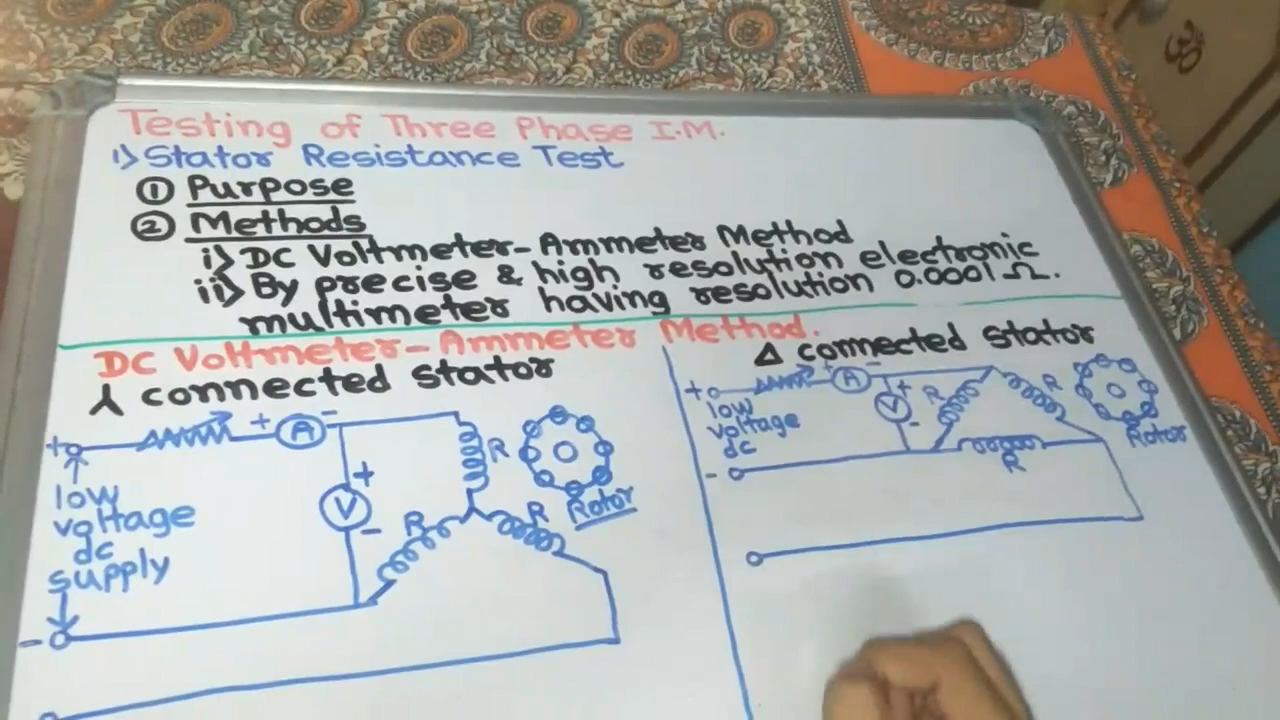 Testing of Three Phase I.M.
i) Stator Resistance Test
① Purpose
② Methods
i) DC Voltmeter-Ammeter Method
ii) By precise & high resolution electronic
multimeter having resolution 0.0001 Ω.
DC Voltmeter-Ammeter Method.
⅄ connected stator
+
+ A -
low
voltage
dc
supply
-
+
V
-
R
R
R
Rotor
Δ connected stator
+
+ A -
low
voltage
dc
-
+
V
-
R
R
R
Rotor
ॐ